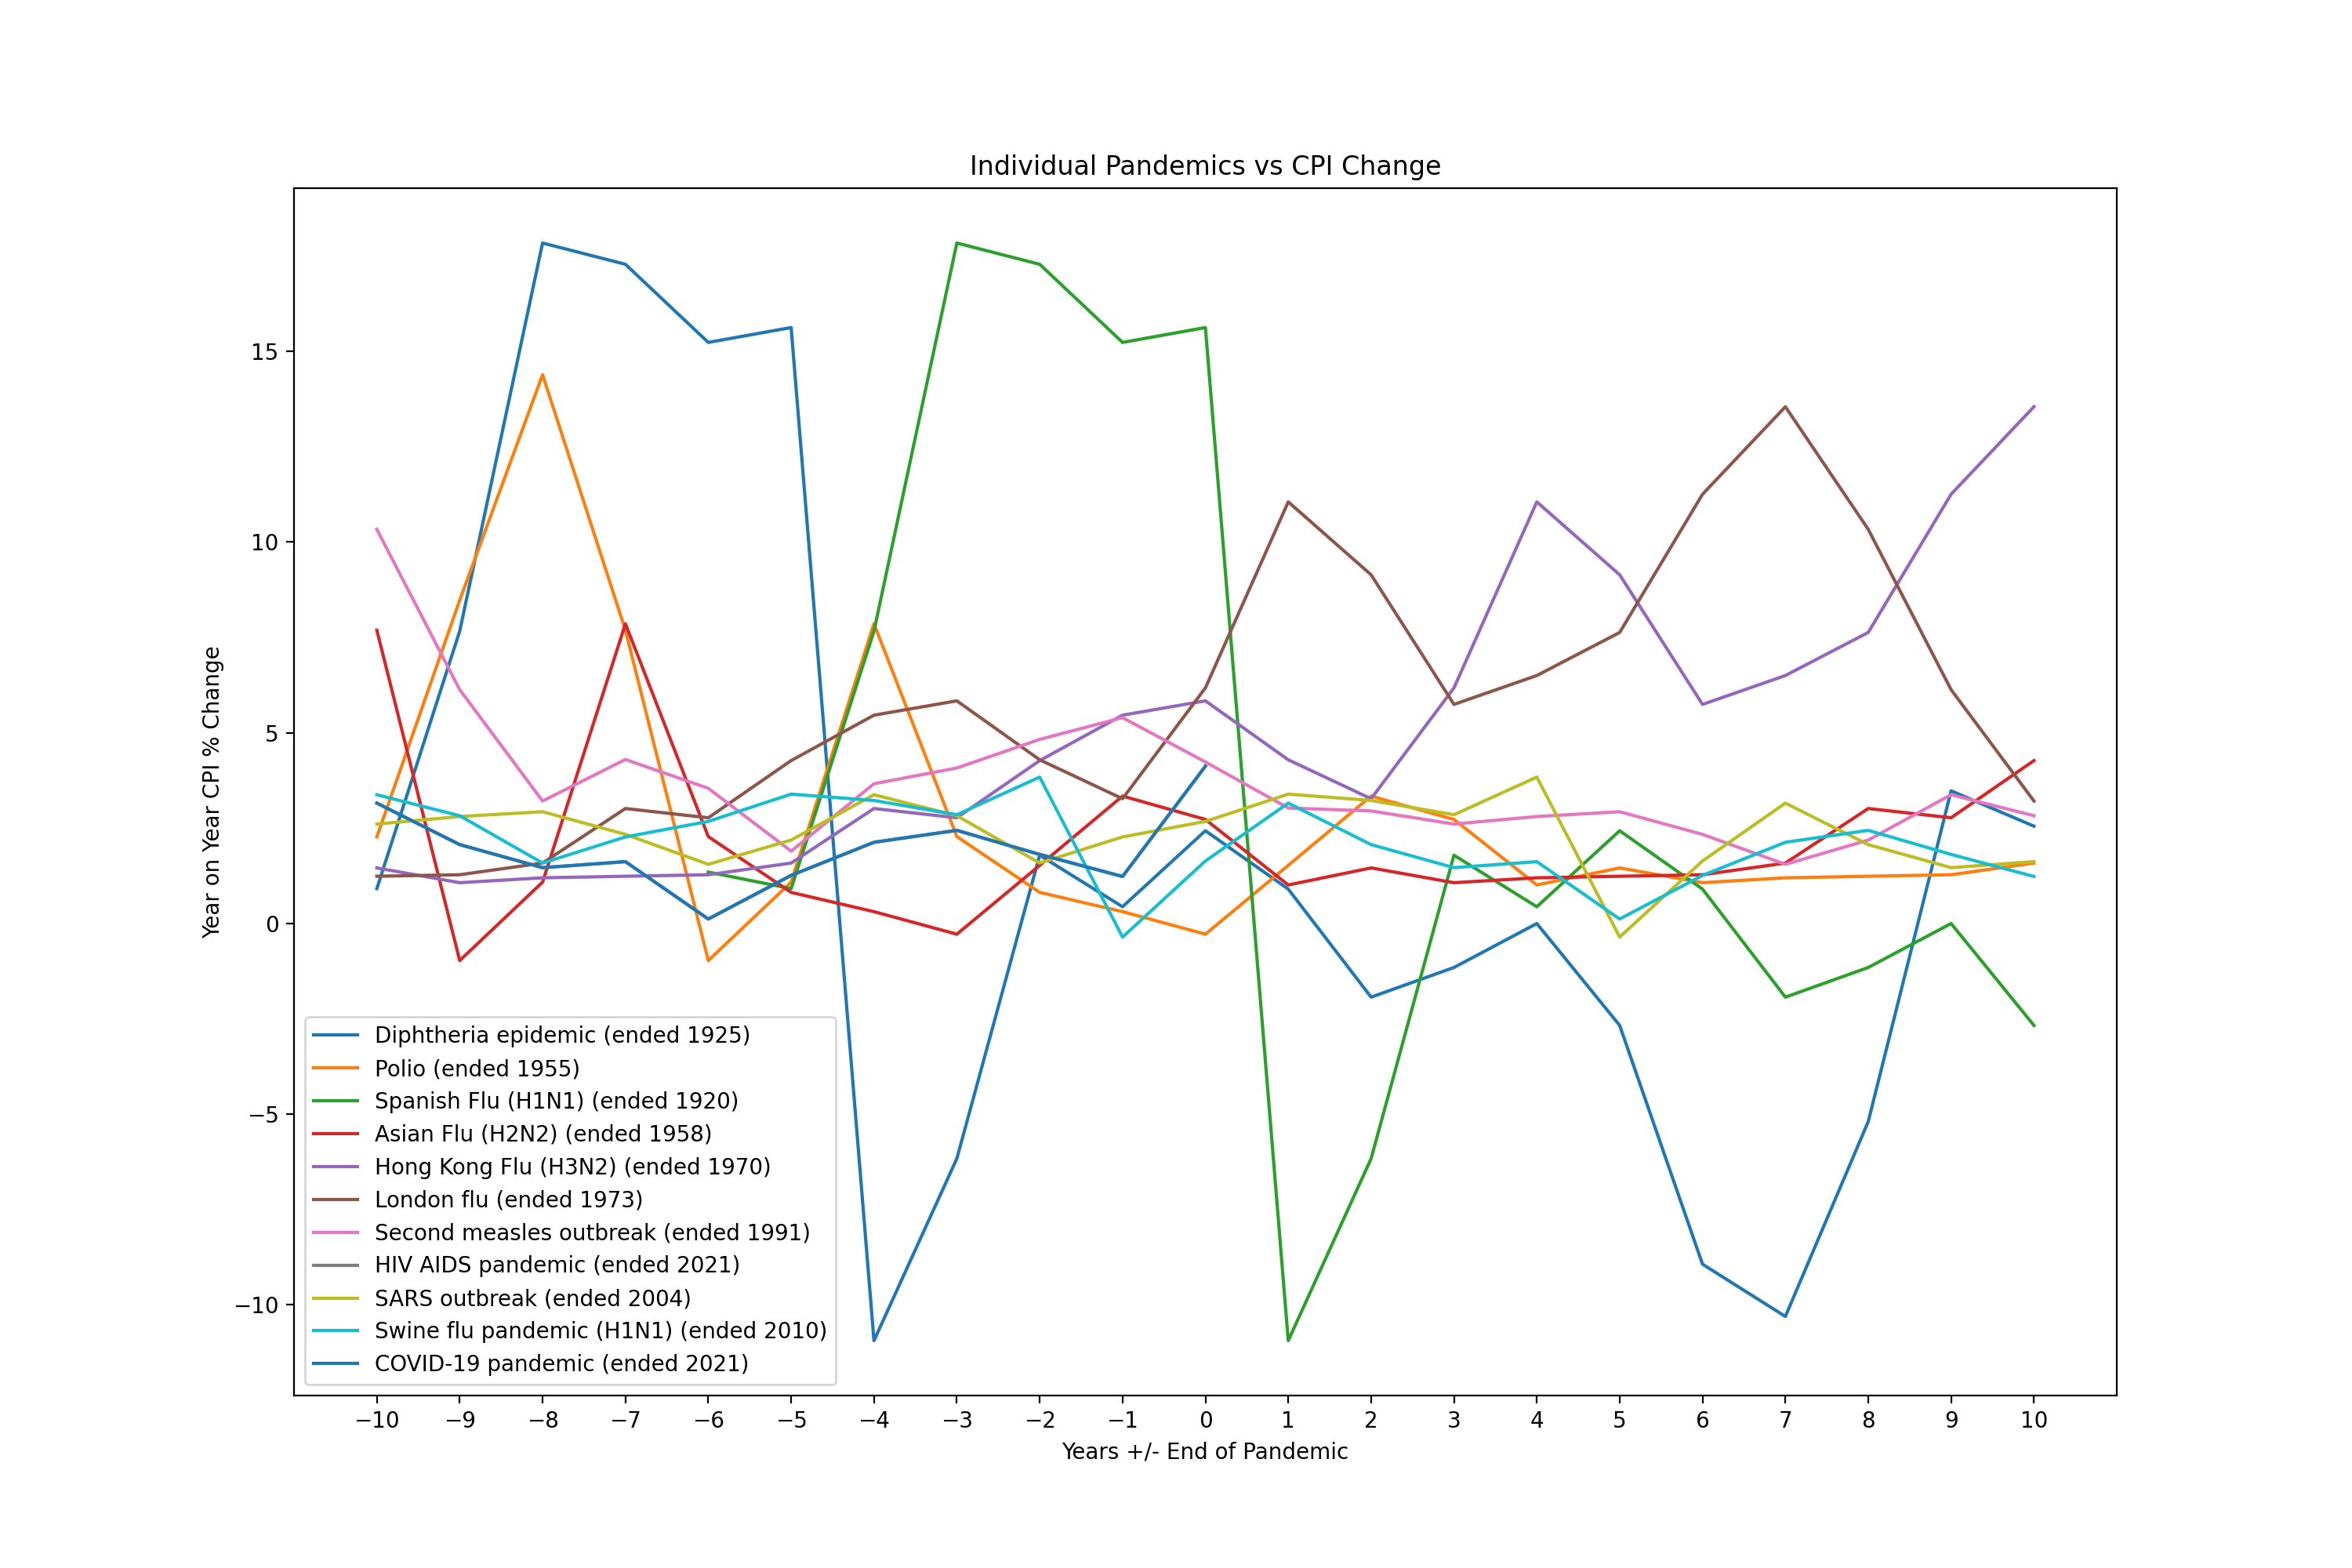 Individual Pandemics vs CPI Change
Year on Year CPI % Change
15
10
5
0
−5
−10
Diphtheria epidemic (ended 1925)
Polio (ended 1955)
Spanish Flu (H1N1) (ended 1920)
Asian Flu (H2N2) (ended 1958)
Hong Kong Flu (H3N2) (ended 1970)
London flu (ended 1973)
Second measles outbreak (ended 1991)
HIV AIDS pandemic (ended 2021)
SARS outbreak (ended 2004)
Swine flu pandemic (H1N1) (ended 2010)
COVID-19 pandemic (ended 2021)
−10 −9 −8 −7 −6 −5 −4 −3 −2 −1 0 1 2 3 4 5 6 7 8 9 10
Years +/- End of Pandemic